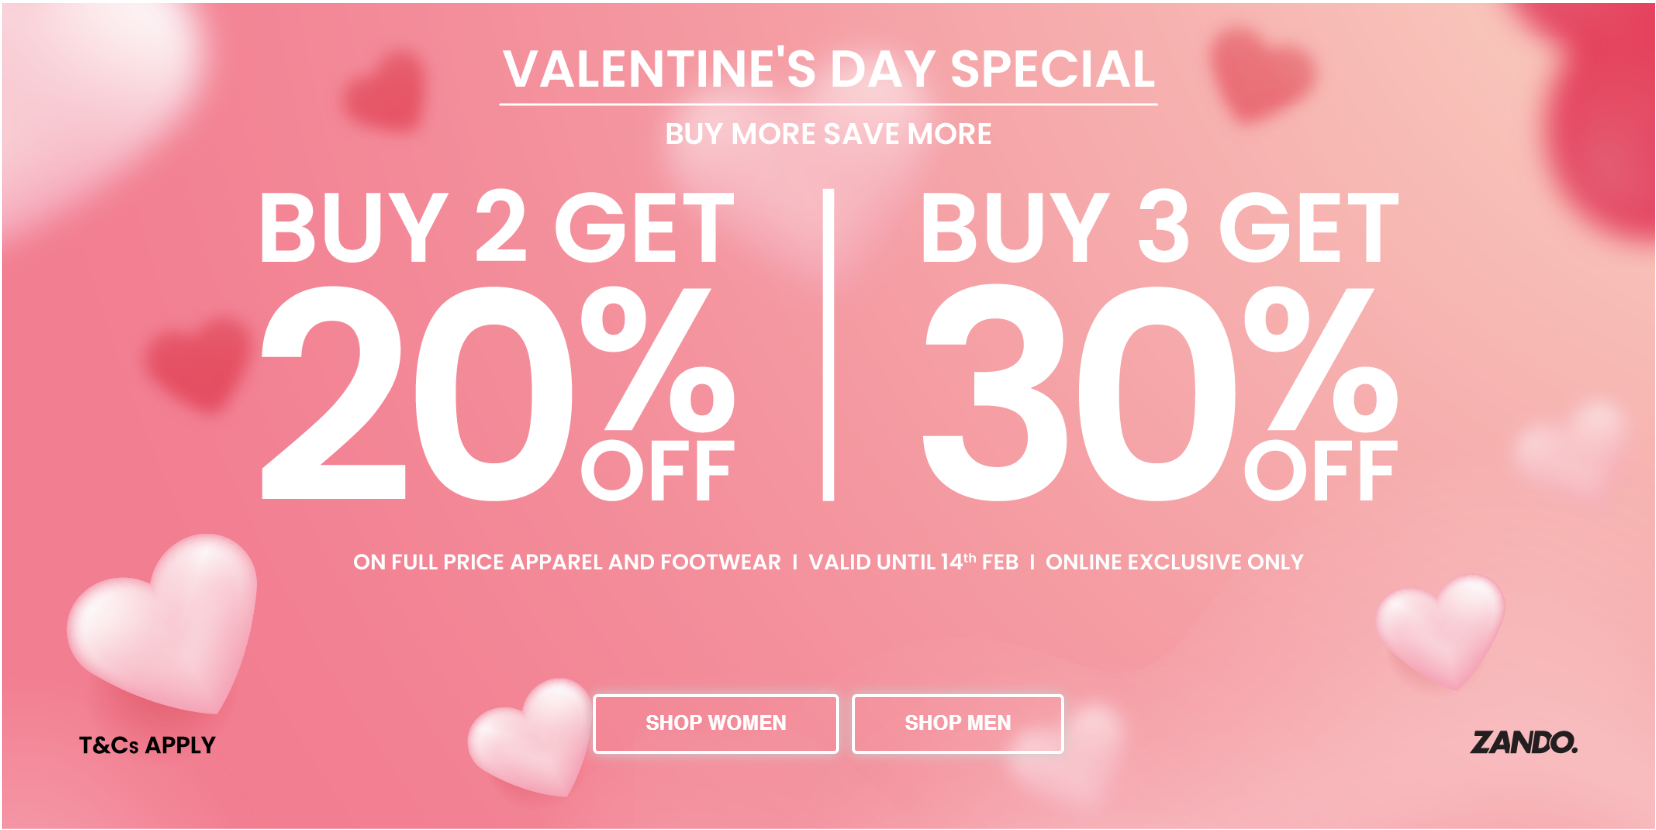 VALENTINE'S DAY SPECIAL
BUY MORE SAVE MORE
BUY 2 GET
20% OFF
BUY 3 GET
30% OFF
ON FULL PRICE APPAREL AND FOOTWEAR | VALID UNTIL 14th FEB | ONLINE EXCLUSIVE ONLY
SHOP WOMEN
SHOP MEN
T&Cs APPLY
ZANDO.